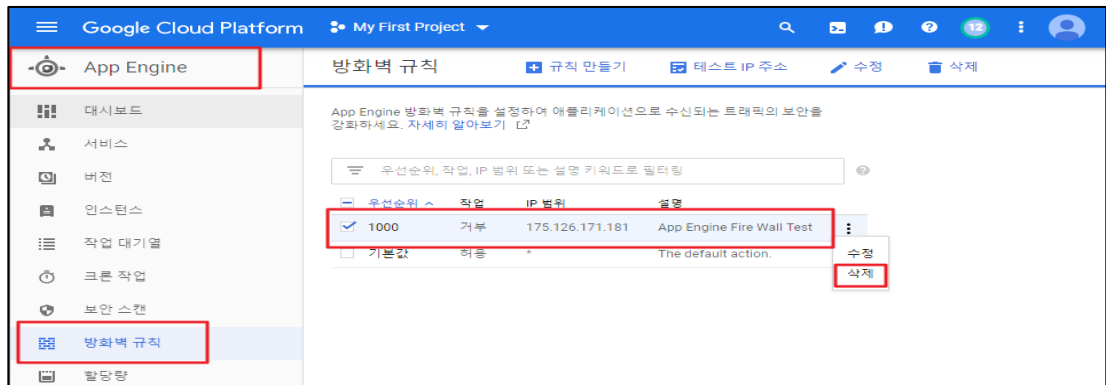 Google Cloud Platform My First Project 12
App Engine
방화벽 규칙 규칙 만들기 테스트 IP 주소 수정 삭제
대시보드
App Engine 방화벽 규칙을 설정하여 애플리케이션으로 수신되는 트래픽의 보안을
강화하세요. 자세히 알아보기
서비스
우선순위, 작업, IP 범위 또는 설명 키워드로 필터링
버전
우선순위 작업 IP 범위 설명
인스턴스
1000 거부 175.126.171.181 App Engine Fire Wall Test
작업 대기열
기본값 허용 * The default action.
수정
삭제
크론 작업
보안 스캔
방화벽 규칙
할당량